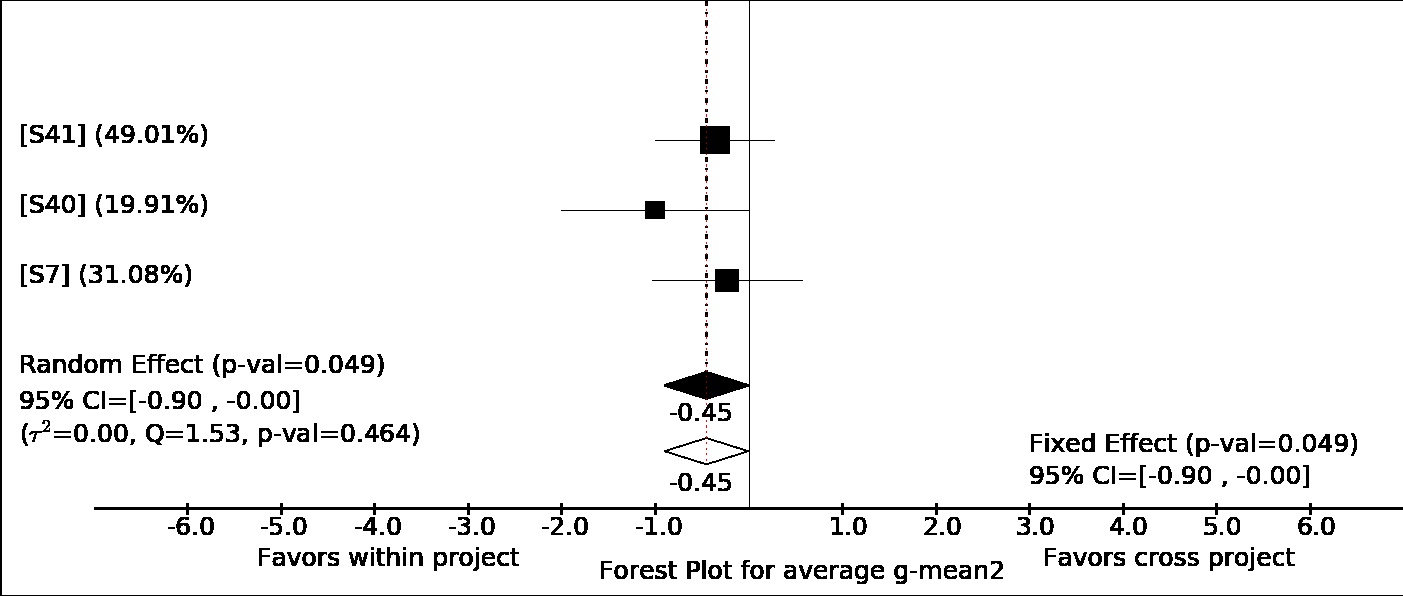 [S41] (49.01%)
[S40] (19.91%)
[S7] (31.08%)
Random Effect (p-val=0.049)
95% CI=[-0.90 , -0.00]
(τ²=0.00, Q=1.53, p-val=0.464)
-0.45
-0.45
Fixed Effect (p-val=0.049)
95% CI=[-0.90 , -0.00]
-6.0 -5.0 -4.0 -3.0 -2.0 -1.0 1.0 2.0 3.0 4.0 5.0 6.0
Favors within project
Favors cross project
Forest Plot for average g-mean2